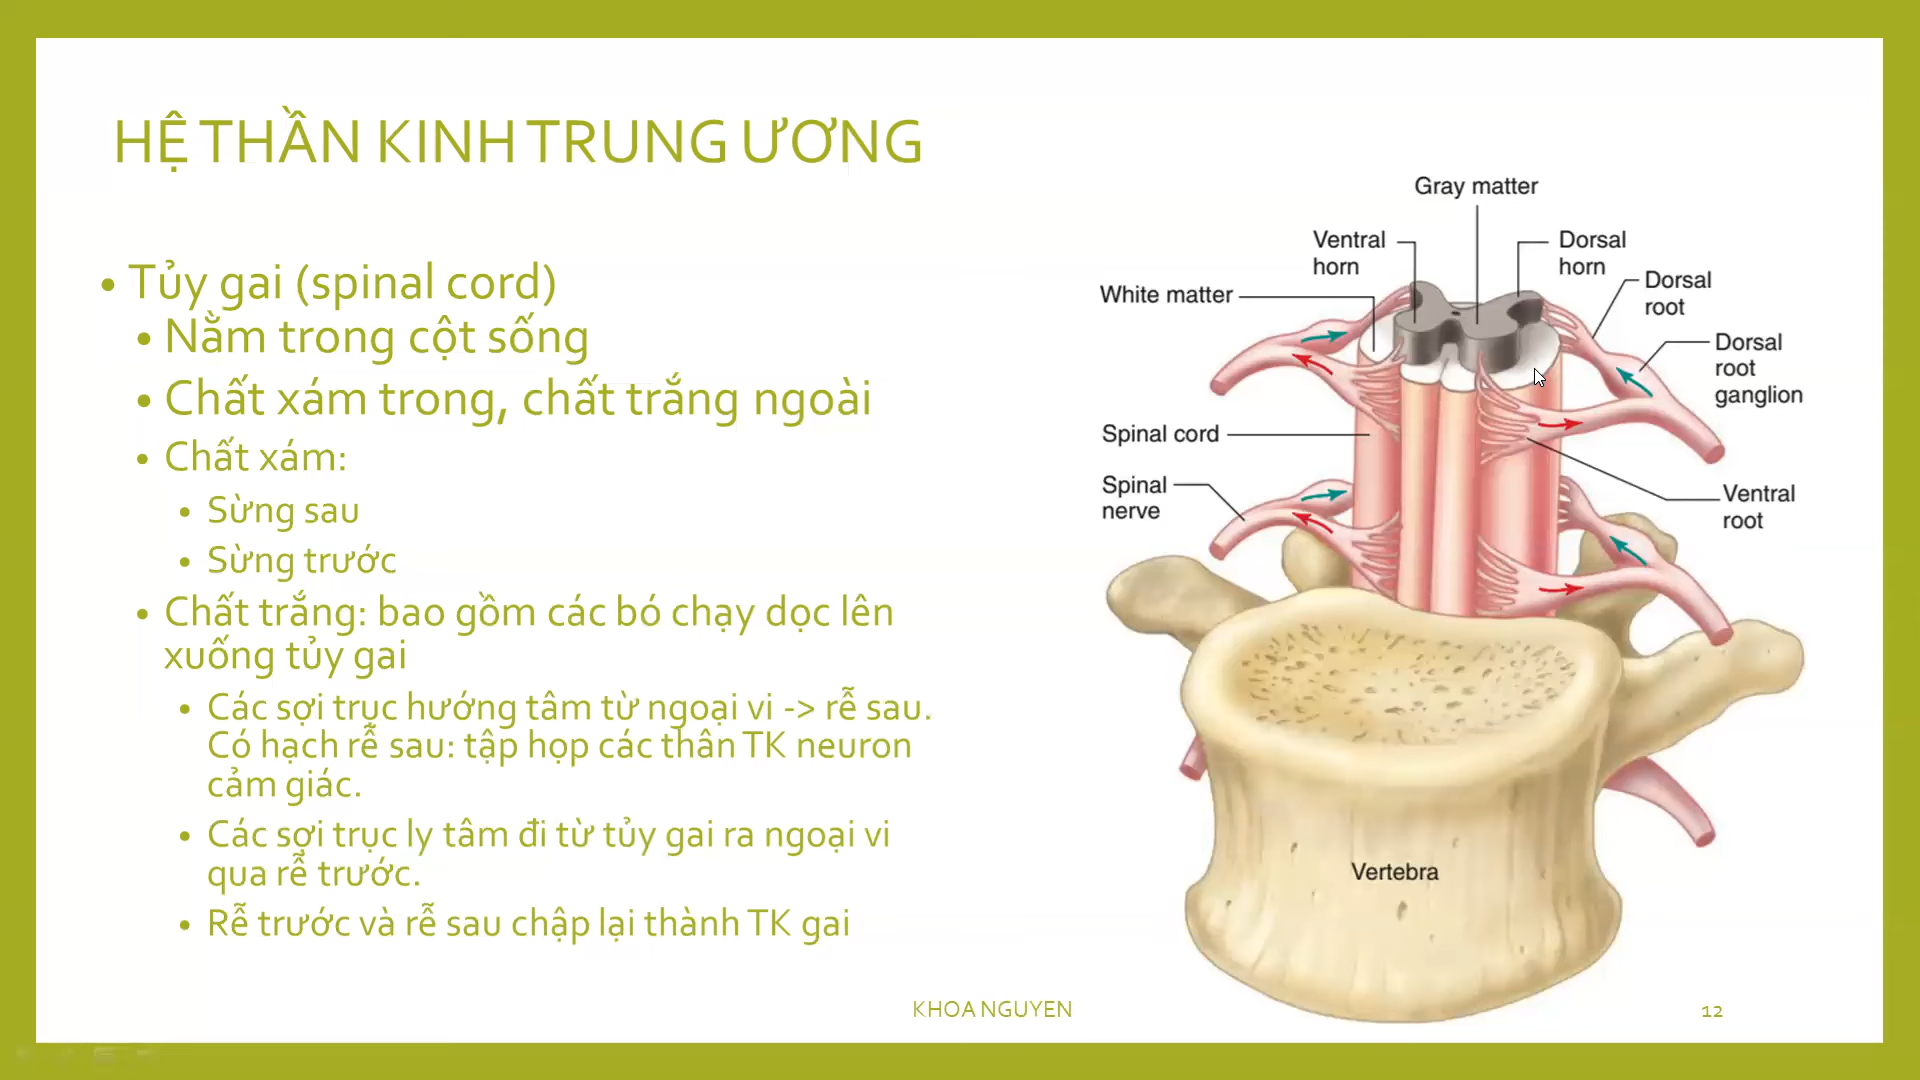 HỆ THẦN KINH TRUNG ƯƠNG
• Tủy gai (spinal cord)
• Nằm trong cột sống
• Chất xám trong, chất trắng ngoài
• Chất xám:
• Sừng sau
• Sừng trước
• Chất trắng: bao gồm các bó chạy dọc lên
xuống tủy gai
• Các sợi trục hướng tâm từ ngoại vi -> rễ sau.
Có hạch rễ sau: tập họp các thân TK neuron
cảm giác.
• Các sợi trục ly tâm đi từ tủy gai ra ngoại vi
qua rễ trước.
• Rễ trước và rễ sau chập lại thành TK gai
Gray matter
Ventral
horn
Dorsal
horn
White matter
Dorsal
root
Dorsal
root
ganglion
Spinal cord
Spinal
nerve
Ventral
root
Vertebra
KHOA NGUYEN
12